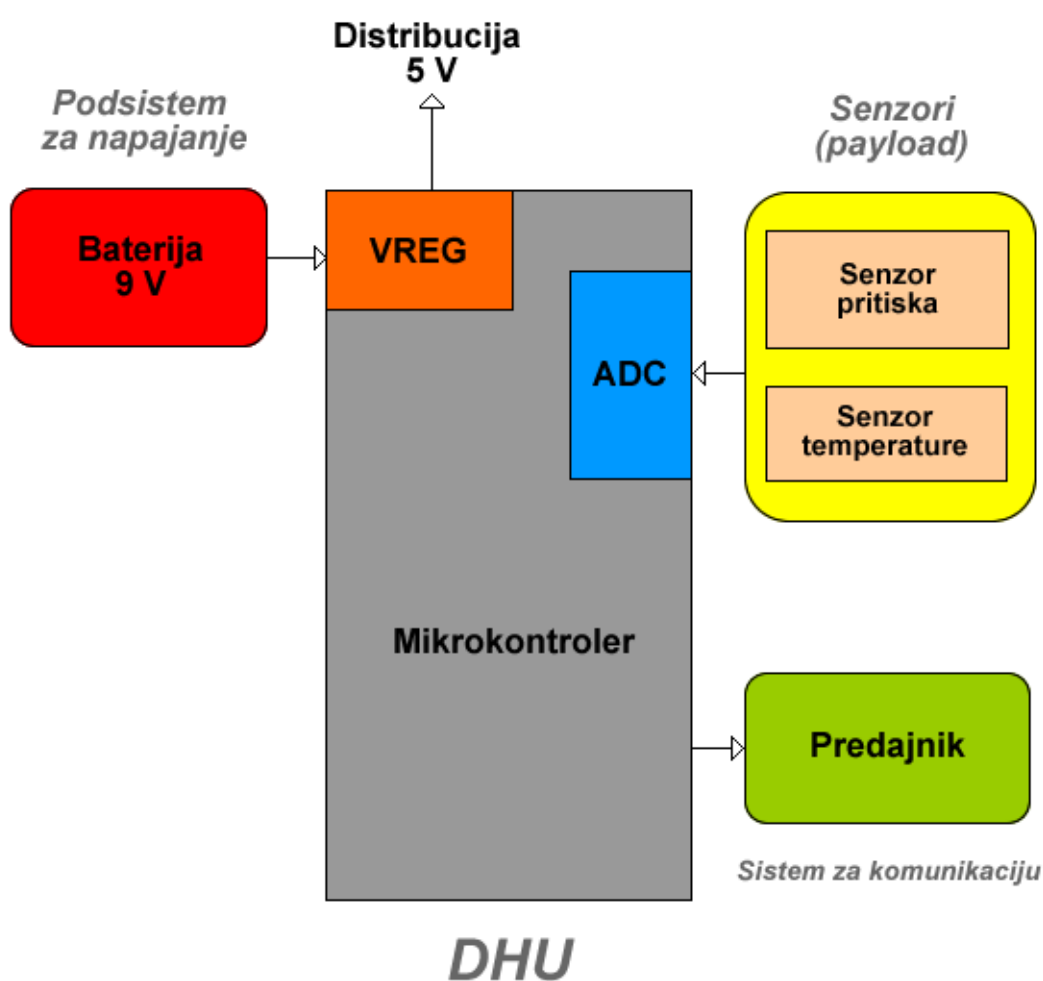 Distribucija
5 V
Podsistem
za napajanje
Senzori
(payload)
Baterija
9 V
VREG
Senzor
pritiska
ADC
Senzor
temperature
Mikrokontroler
Predajnik
Sistem za komunikaciju
DHU